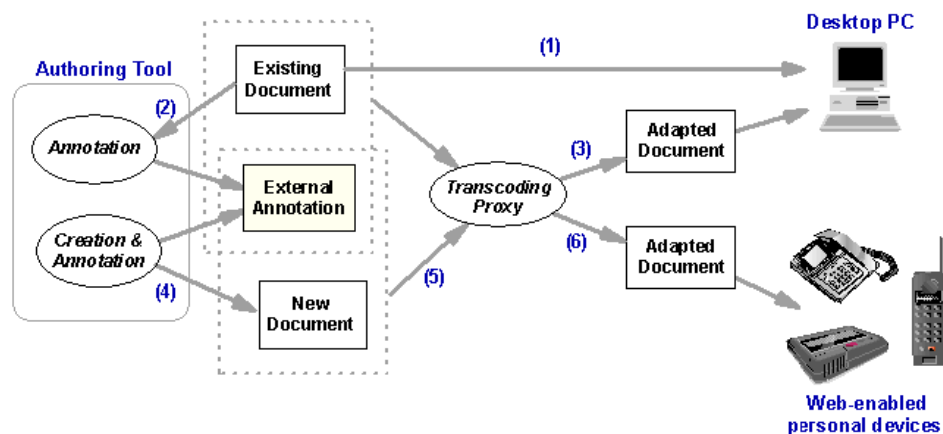 Desktop PC
(1)
Authoring Tool
Existing
Document
(2)
Annotation
Adapted
Document
(3)
External
Annotation
Transcoding
Proxy
Creation &
Annotation
(6)
Adapted
Document
(4)
(5)
New
Document
Web-enabled
personal devices